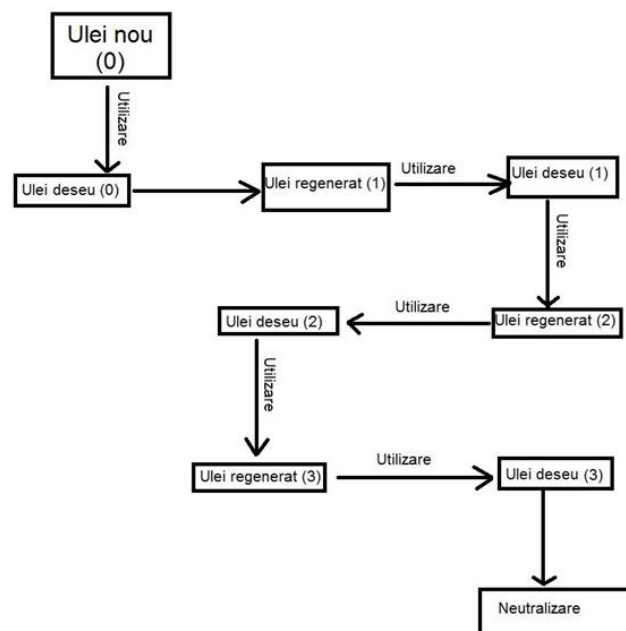 Ulei nou
(0)
Utilizare
Ulei deseu (0)
Ulei regenerat (1)
Utilizare
Ulei deseu (1)
Utilizare
Ulei regenerat (2)
Utilizare
Ulei deseu (2)
Utilizare
Ulei regenerat (3)
Utilizare
Ulei deseu (3)
Neutralizare